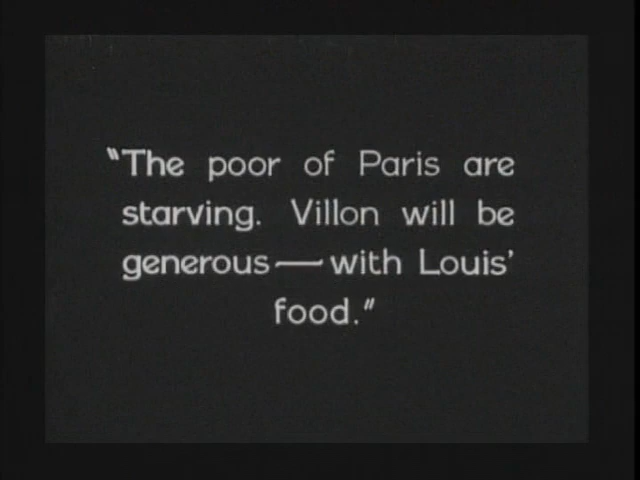 "The poor of Paris are
starving. Villon will be
generous — with Louis'
food."